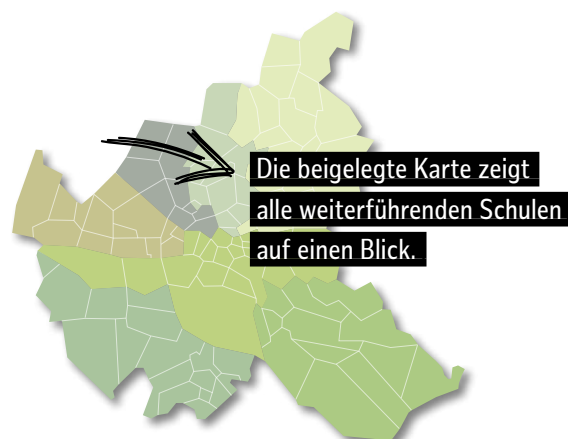 Die beigelegte Karte zeigt
alle weiterführenden Schulen
auf einen Blick.